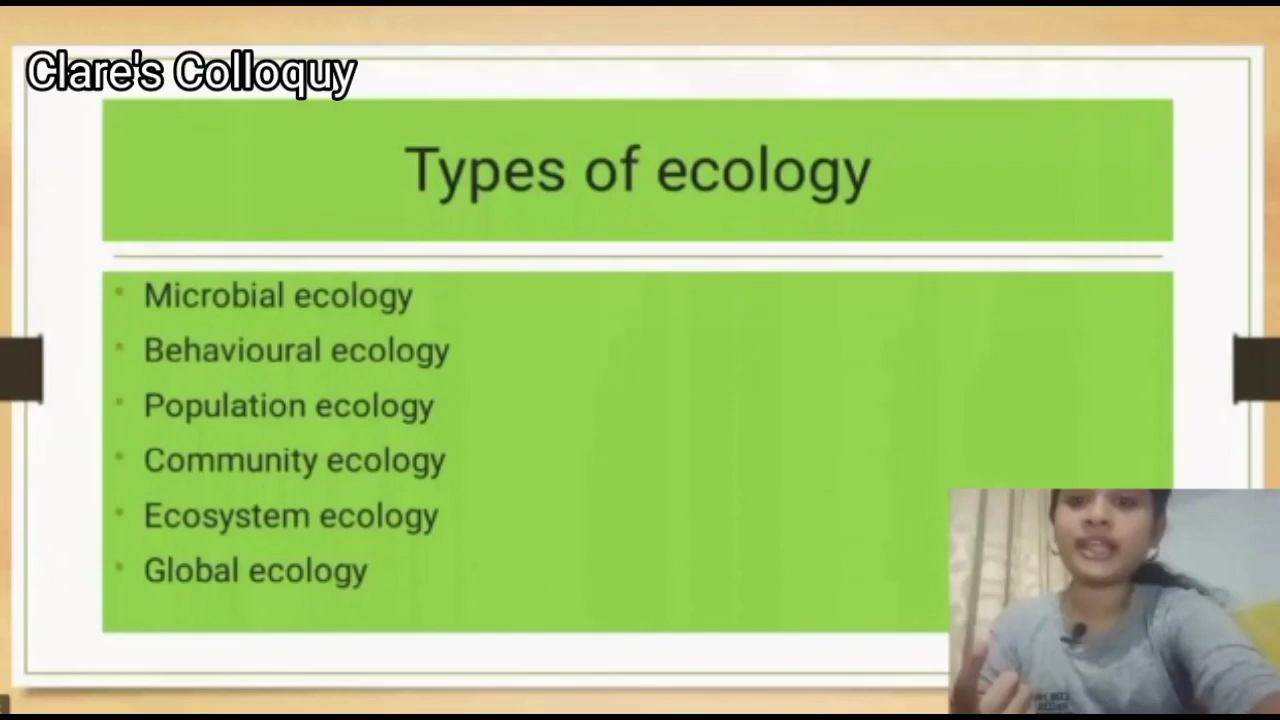 Clare's Colloquy
Types of ecology
Microbial ecology
Behavioural ecology
Population ecology
Community ecology
Ecosystem ecology
Global ecology